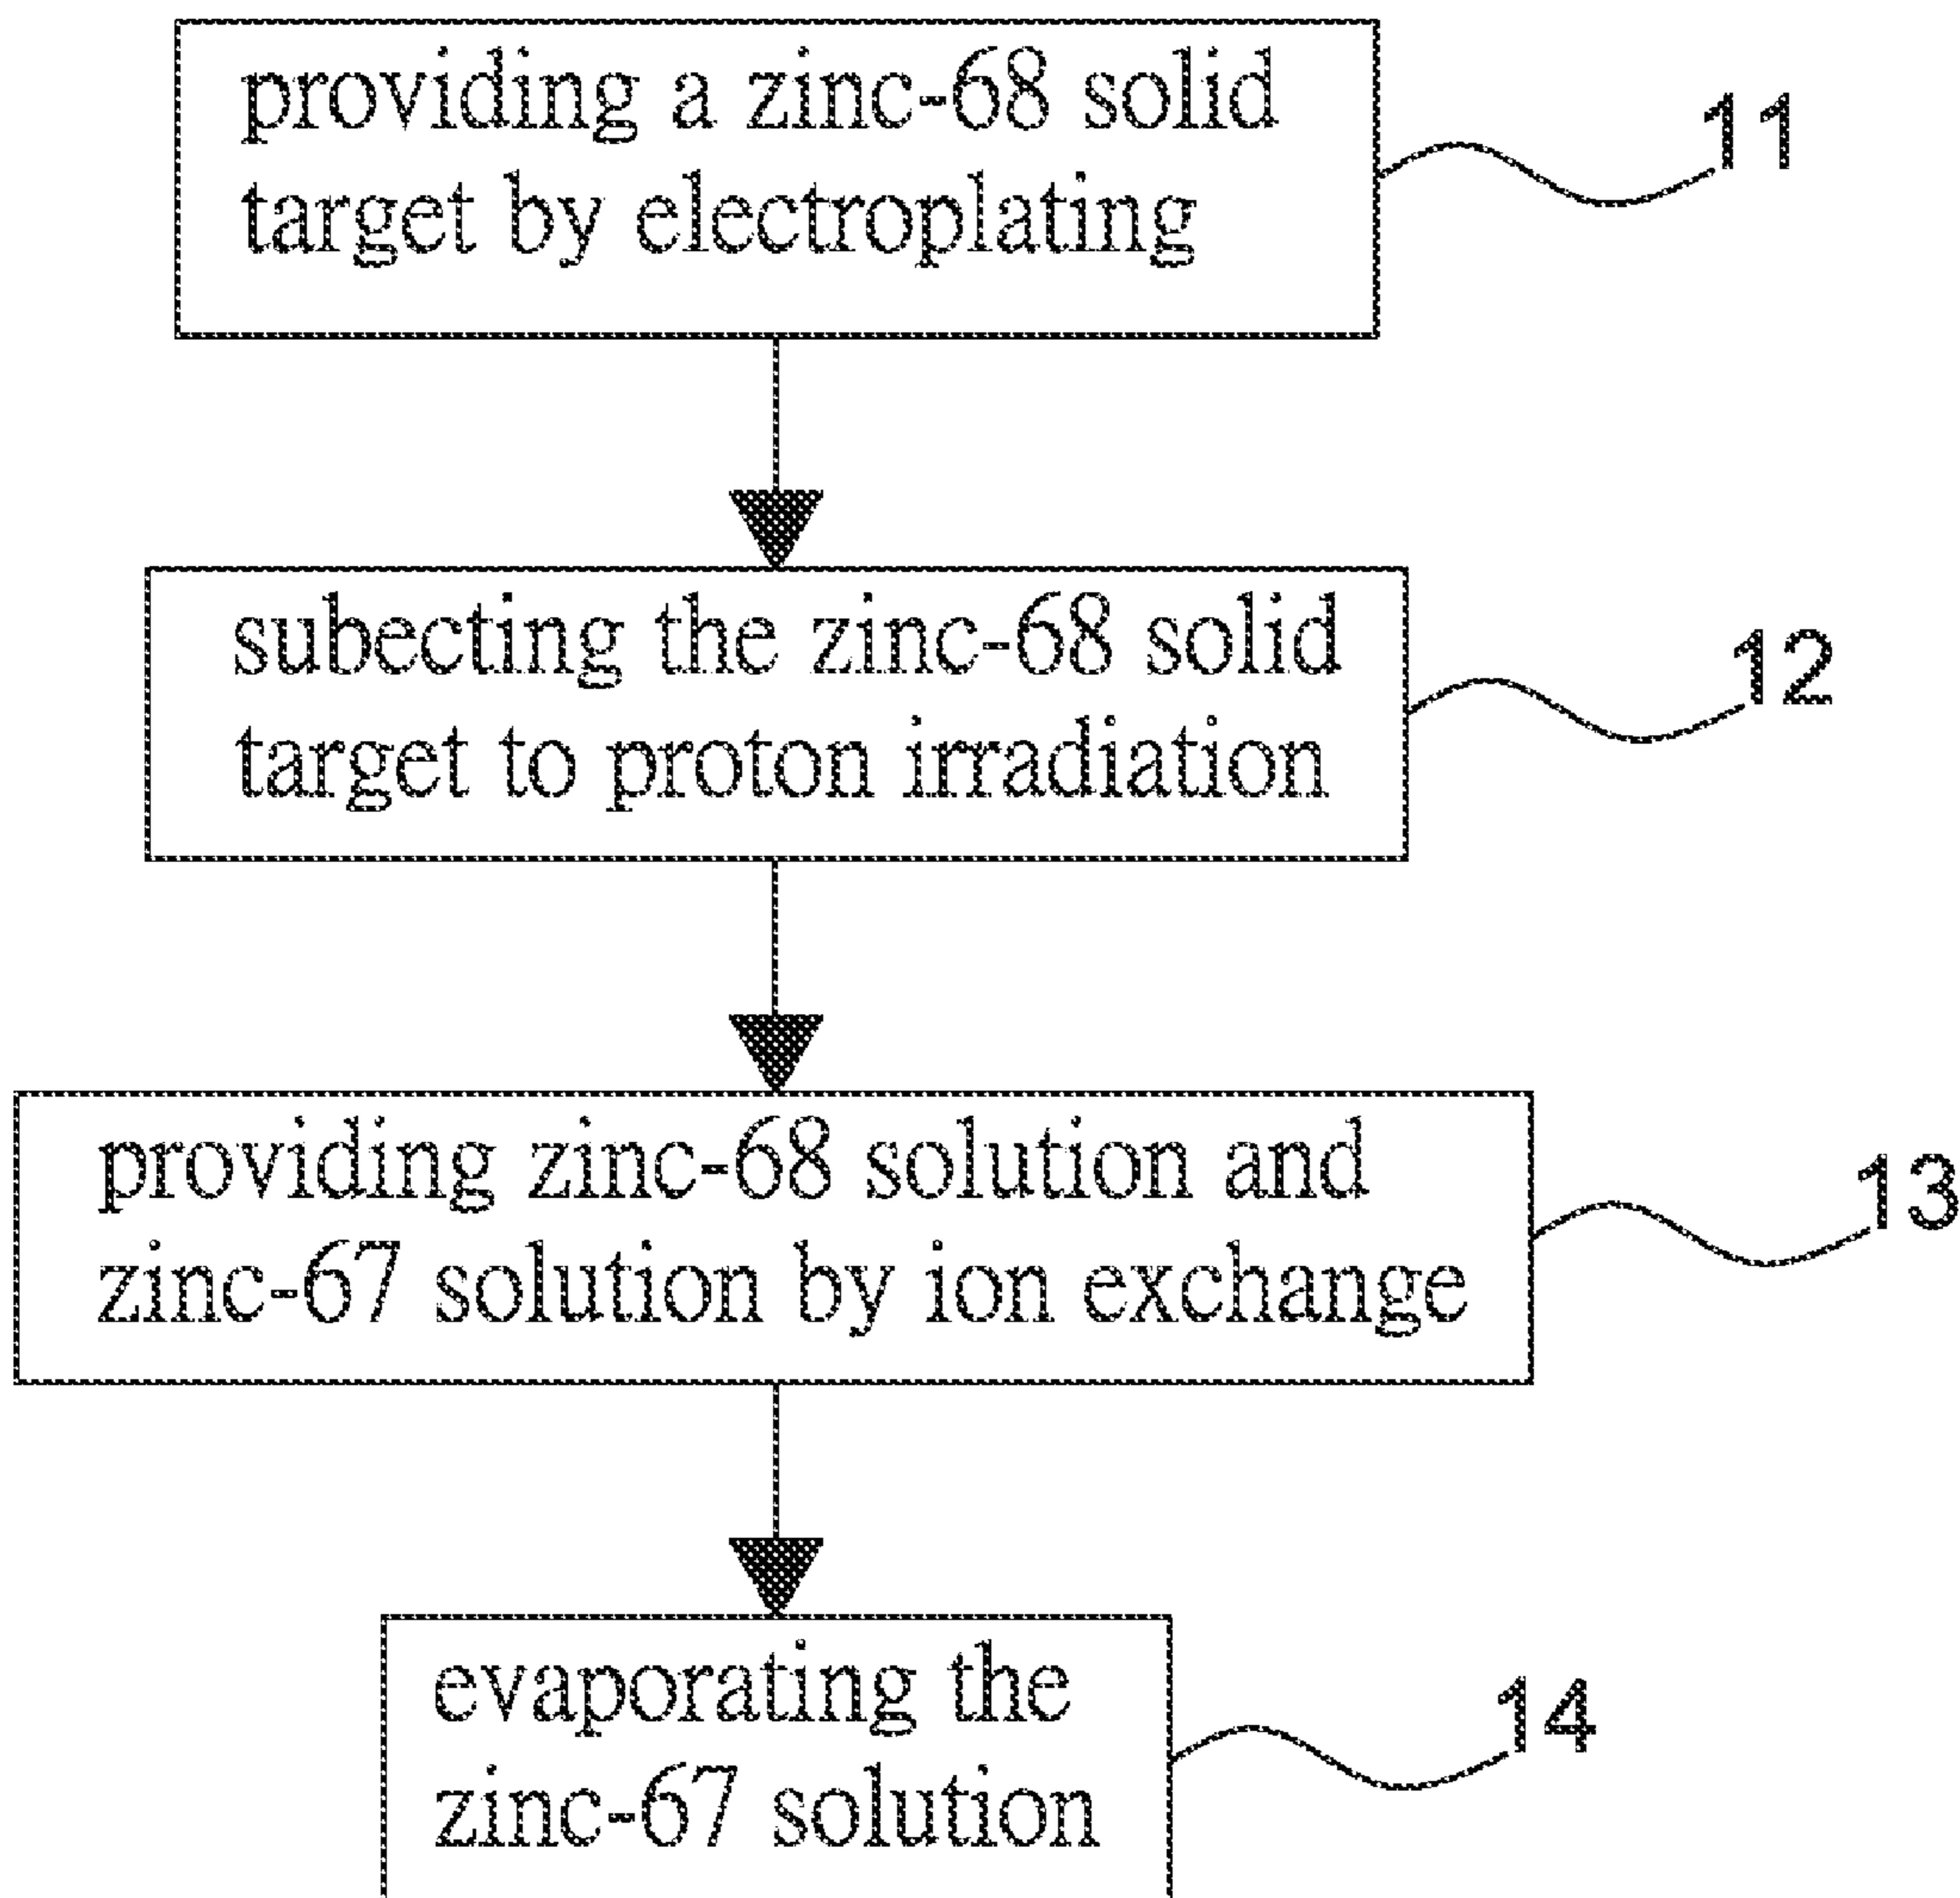 providing a zinc-68 solid
target by electroplating
11
subecting the zinc-68 solid
target to proton irradiation
12
providing zinc-68 solution and
zinc-67 solution by ion exchange
13
evaporating the
zinc-67 solution
14